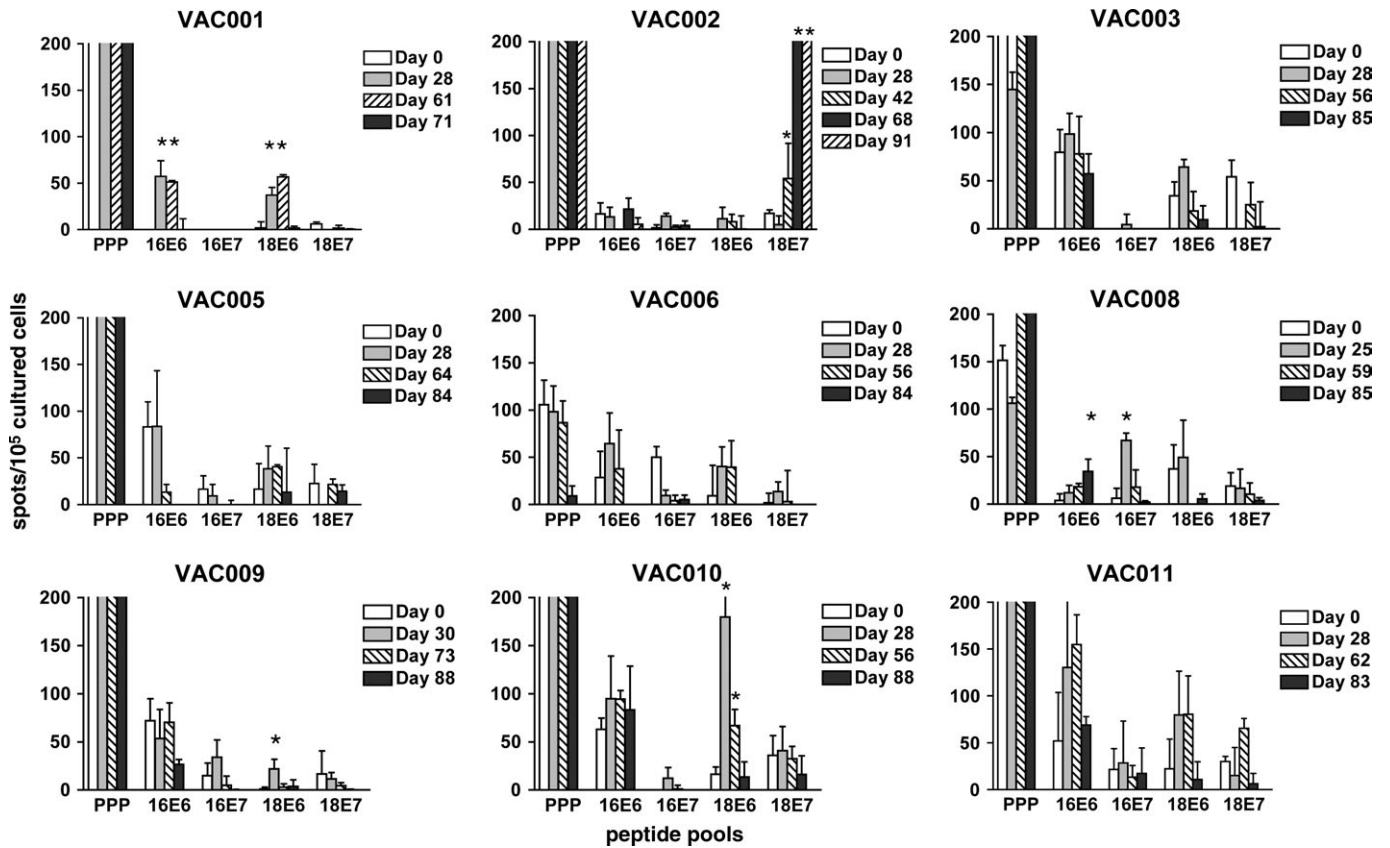 VAC001
200
150
100
50
0
* *
* *
PPP 16E6 16E7 18E6 18E7
Day 0
Day 28
Day 61
Day 71
VAC002
200
150
100
50
0
*
* *
PPP 16E6 16E7 18E6 18E7
Day 0
Day 28
Day 42
Day 68
Day 91
VAC003
200
150
100
50
0
PPP 16E6 16E7 18E6 18E7
Day 0
Day 28
Day 56
Day 85
spots/10⁵ cultured cells
VAC005
200
150
100
50
0
PPP 16E6 16E7 18E6 18E7
Day 0
Day 28
Day 64
Day 84
VAC006
200
150
100
50
0
PPP 16E6 16E7 18E6 18E7
Day 0
Day 28
Day 56
Day 84
VAC008
200
150
100
50
0
* *
PPP 16E6 16E7 18E6 18E7
Day 0
Day 25
Day 59
Day 85
VAC009
200
150
100
50
0
*
PPP 16E6 16E7 18E6 18E7
Day 0
Day 30
Day 73
Day 88
VAC010
200
150
100
50
0
*
*
PPP 16E6 16E7 18E6 18E7
Day 0
Day 28
Day 56
Day 88
VAC011
200
150
100
50
0
PPP 16E6 16E7 18E6 18E7
Day 0
Day 28
Day 62
Day 83
peptide pools